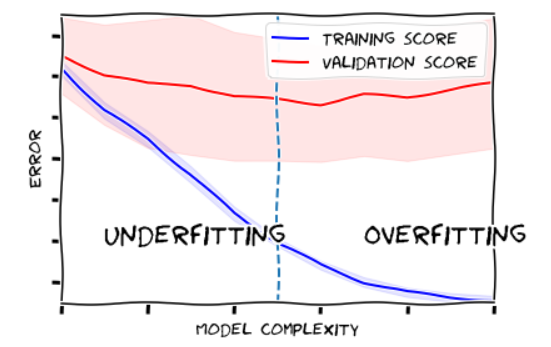 TRAINING SCORE
VALIDATION SCORE
ERROR
UNDERFITTING
OVERFITTING
MODEL COMPLEXITY